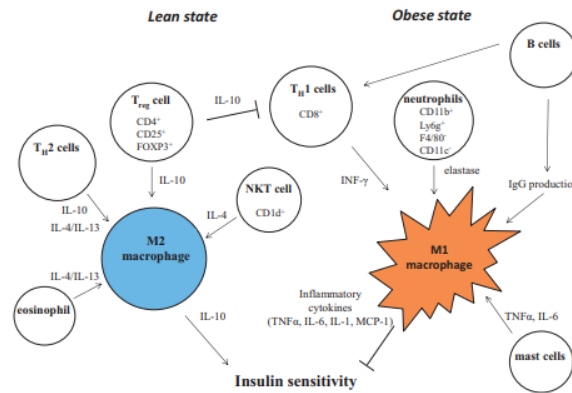 Lean state
Obese state
B cells
T_H1 cells
CD8⁺
T_reg cell
CD4⁺
CD25⁺
FOXP3⁺
IL-10
neutrophils
CD11b⁺
Ly6g⁺
F4/80⁻
CD11c⁻
T_H2 cells
IL-10
NKT cell
CD1d⁺
INF-γ
elastase
IgG production
IL-10
IL-4/IL-13
IL-4
M2
macrophage
M1
macrophage
IL-4/IL-13
eosinophil
Inflammatory
cytokines
(TNFα, IL-6, IL-1, MCP-1)
IL-10
TNFα, IL-6
mast cells
Insulin sensitivity